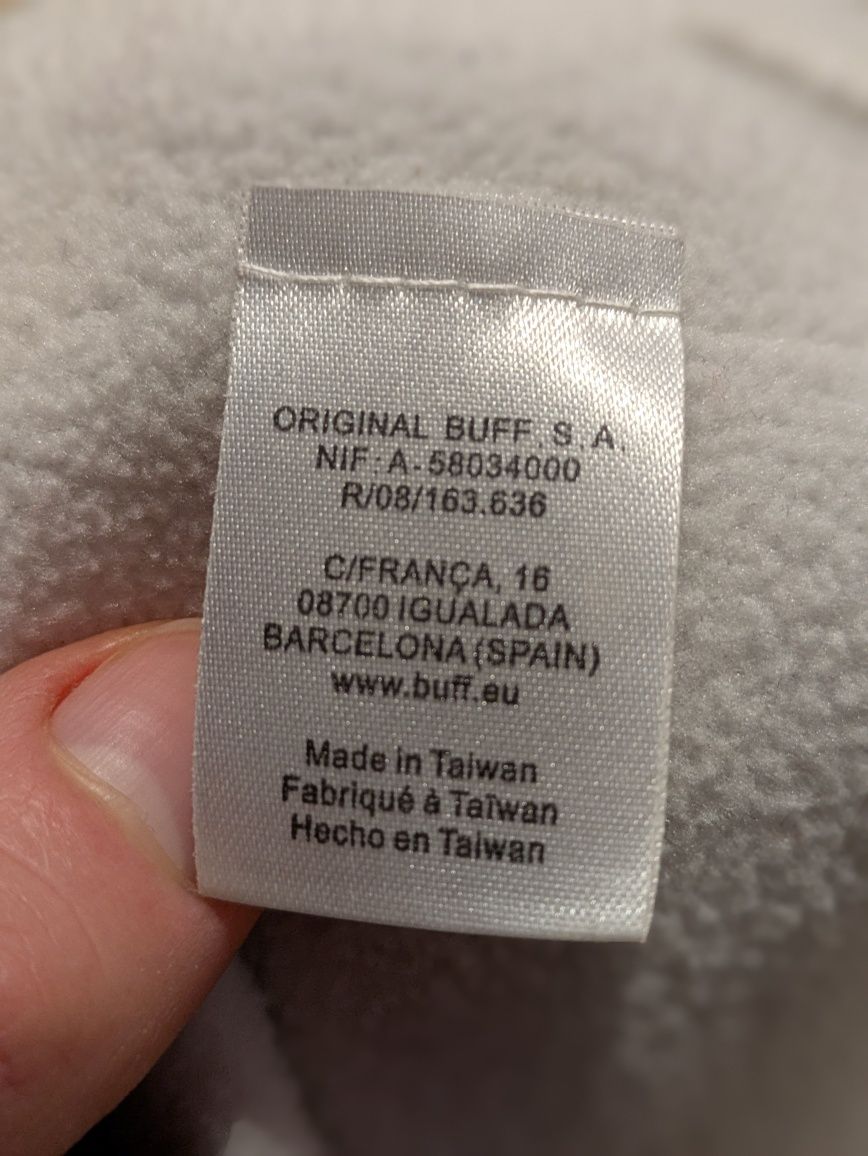 ORIGINAL BUFF, S.A.
NIF: A-58034000
R/08/163.636
C/FRANÇA, 16
08700 IGUALADA
BARCELONA (SPAIN)
www.buff.eu
Made in Taiwan
Fabriqué à Taïwan
Hecho en Taiwan